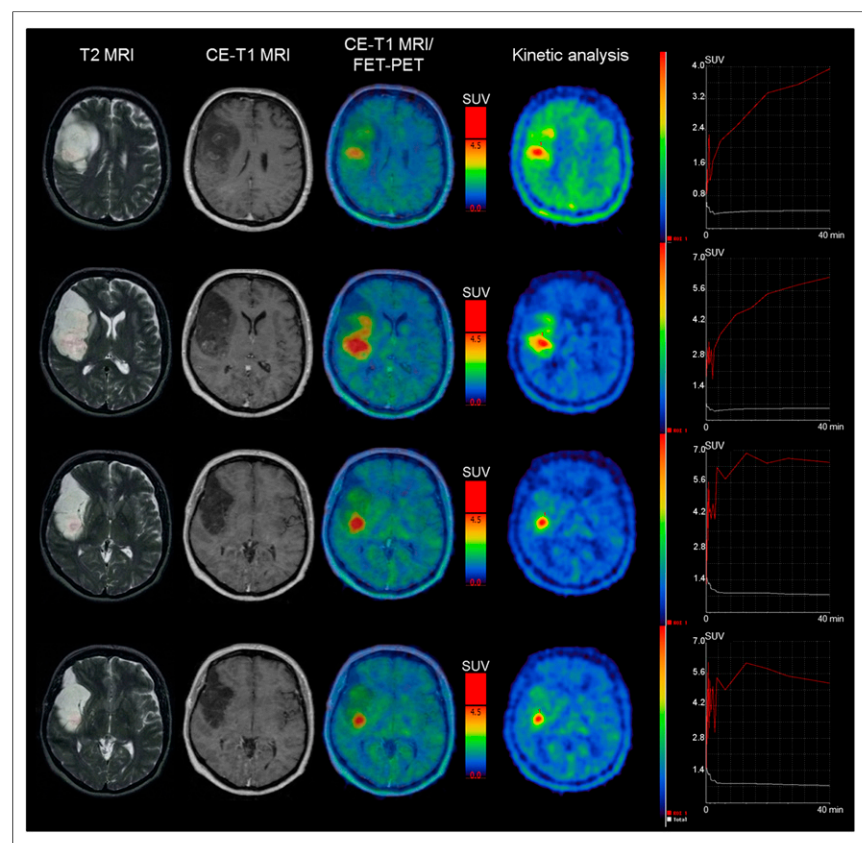 T2 MRI
CE-T1 MRI
CE-T1 MRI/
FET-PET
Kinetic analysis
SUV
4.5
0.0
SUV
4.0
3.2
2.4
1.6
0.8
0
40 min
SUV
4.5
0.0
SUV
7.0
5.6
4.2
2.8
1.4
0
40 min
SUV
4.5
0.0
SUV
7.0
5.6
4.2
2.8
1.4
0
40 min
SUV
4.5
0.0
SUV
7.0
5.6
4.2
2.8
1.4
0
40 min
Total